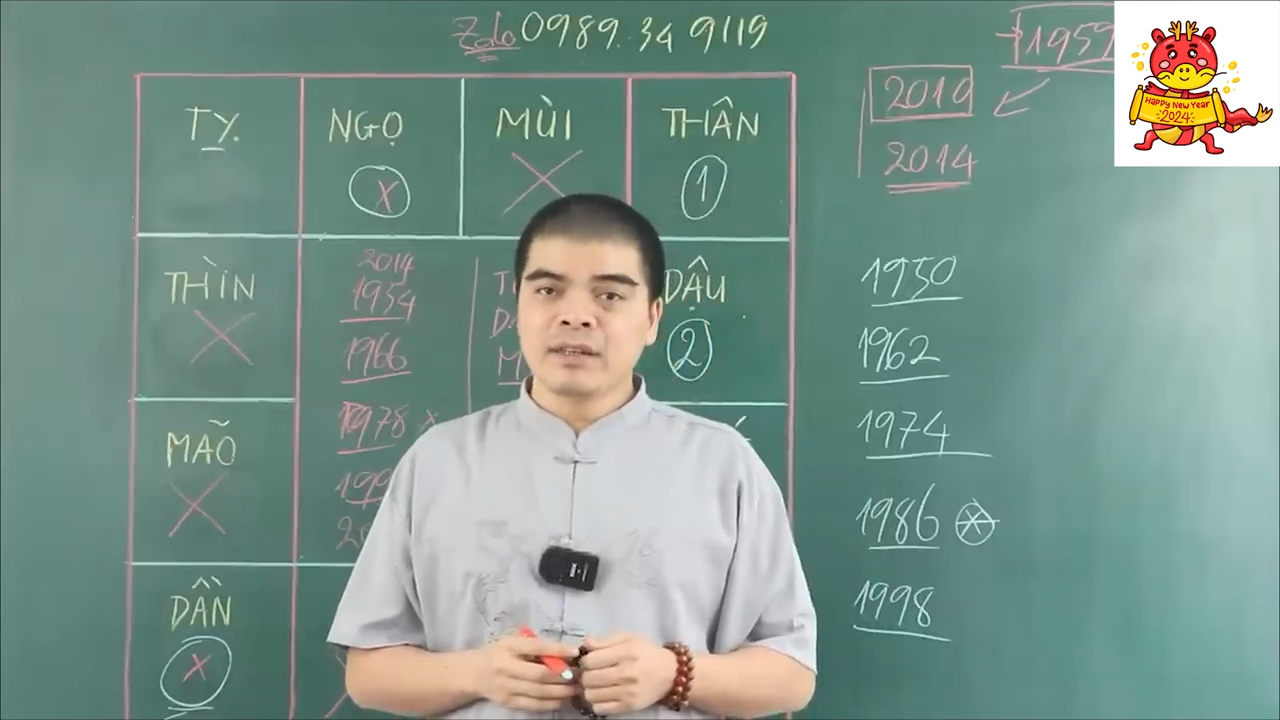 Zalo 0989.34 9119
1959
Happy New Year
2024
TỴ NGỌ MÙI THÂN
X 1
2010
2014
THÌN DẬU
2014
1954
1966
2
1978 x
MÃO
DẦN
X
1950
1962
1974
1986
1998